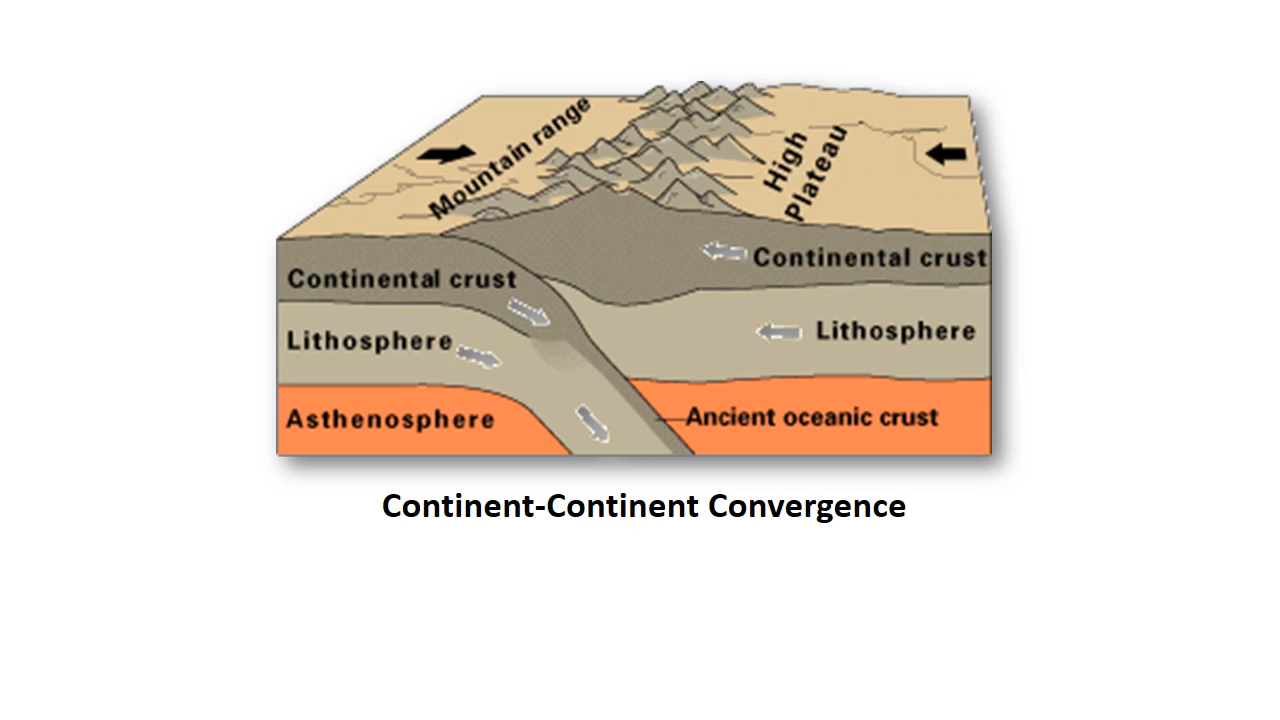 Mountain range
High
Plateau
Continental crust
Continental crust
Lithosphere
Lithosphere
Asthenosphere
Ancient oceanic crust
Continent-Continent Convergence